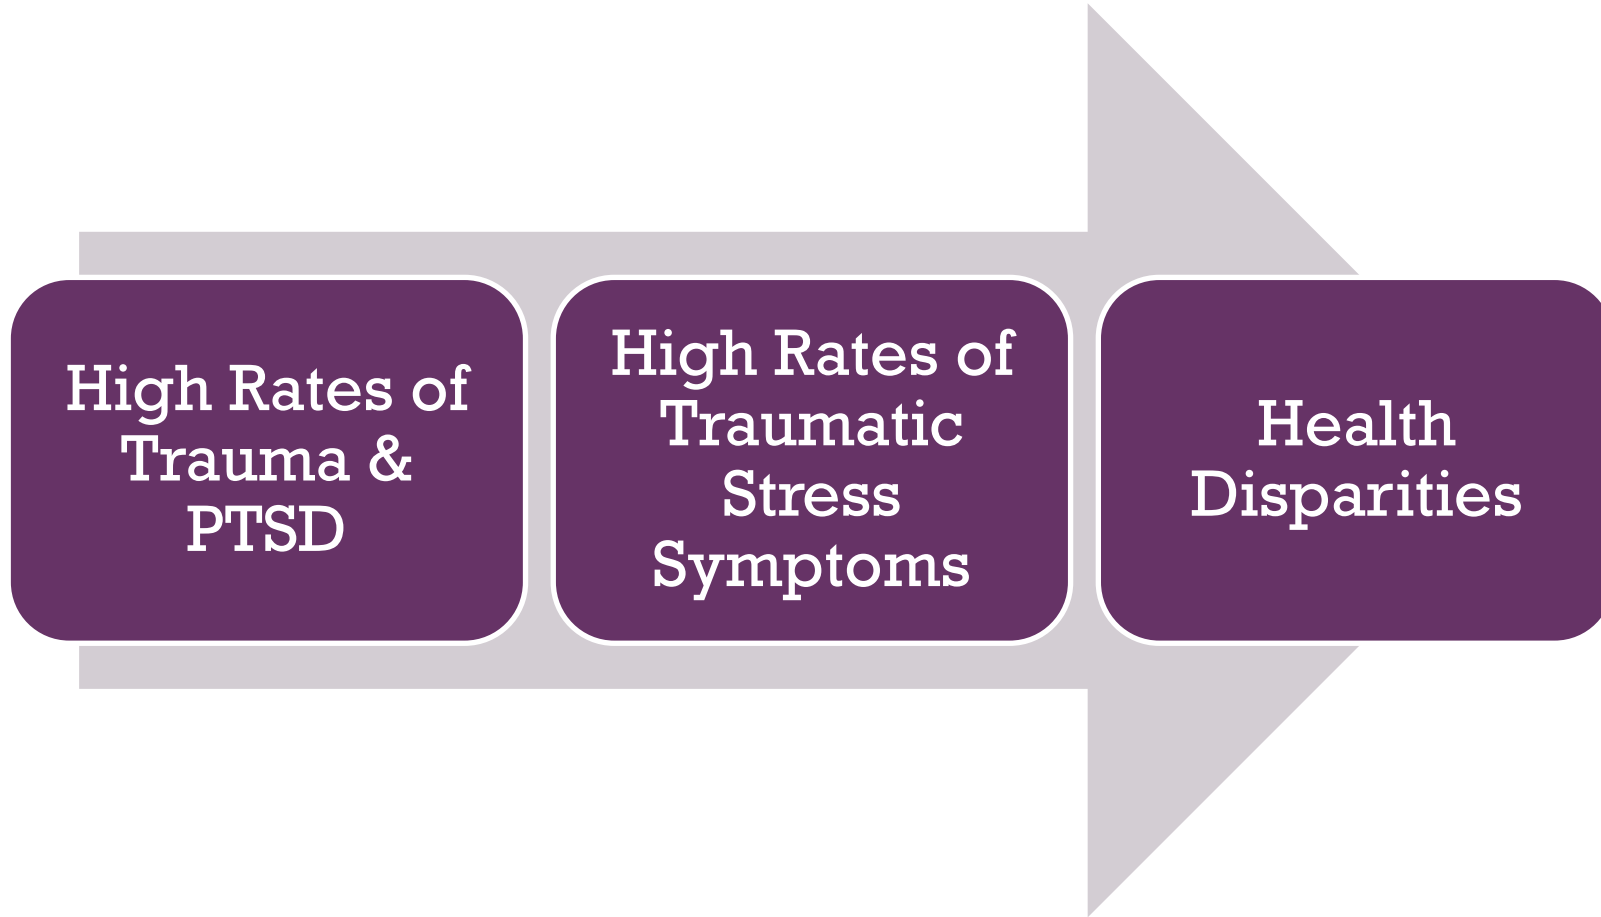 High Rates of
Trauma &
PTSD
High Rates of
Traumatic
Stress
Symptoms
Health
Disparities